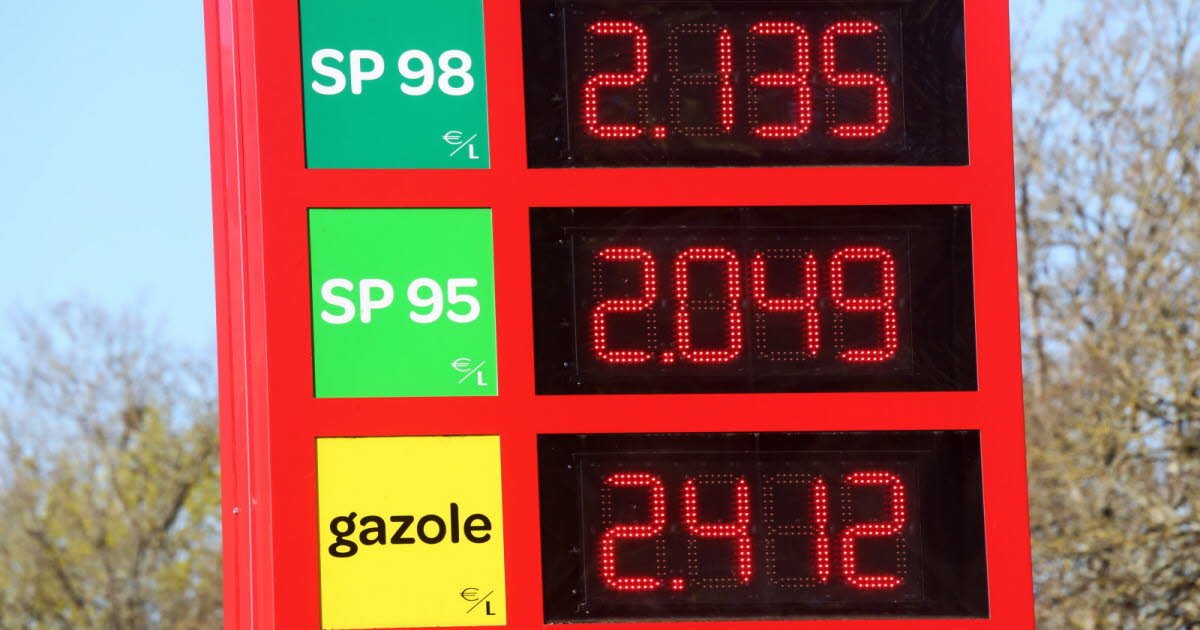 SP 98
€/L
2.135
SP 95
€/L
2.049
gazole
€/L
2.412